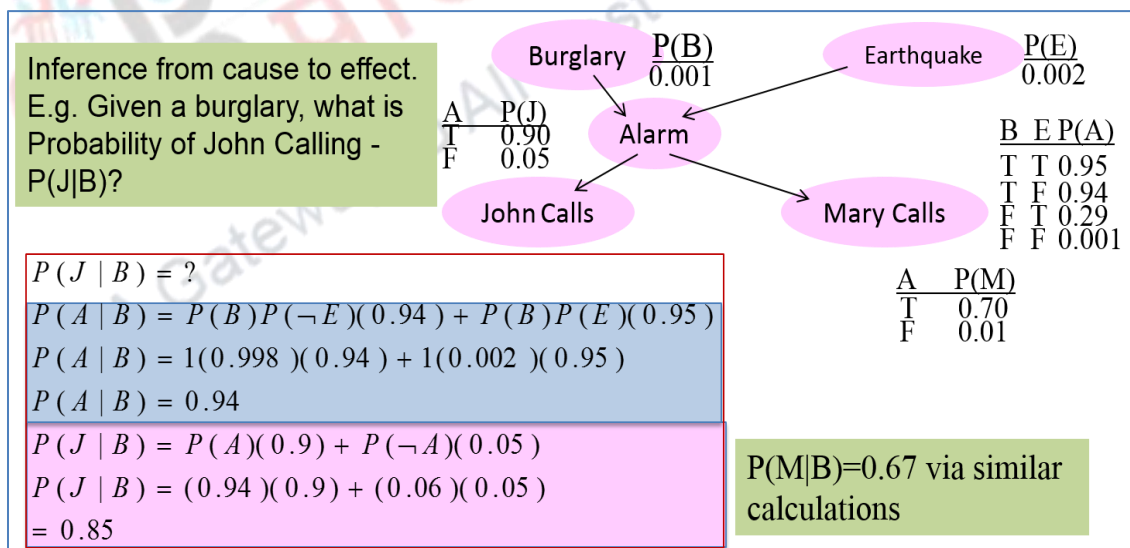 Inference from cause to effect.
E.g. Given a burglary, what is
Probability of John Calling -
P(J|B)?
Burglary
P(B)
0.001
Earthquake
P(E)
0.002
A P(J)
T 0.90
F 0.05
Alarm
B E P(A)
T T 0.95
T F 0.94
F T 0.29
F F 0.001
John Calls
Mary Calls
A P(M)
T 0.70
F 0.01
P(J | B) = ?
P(A | B) = P(B)P(¬E)(0.94) + P(B)P(E)(0.95)
P(A | B) = 1(0.998)(0.94) + 1(0.002)(0.95)
P(A | B) = 0.94
P(J | B) = P(A)(0.9) + P(¬A)(0.05)
P(J | B) = (0.94)(0.9) + (0.06)(0.05)
= 0.85
P(M|B)=0.67 via similar
calculations